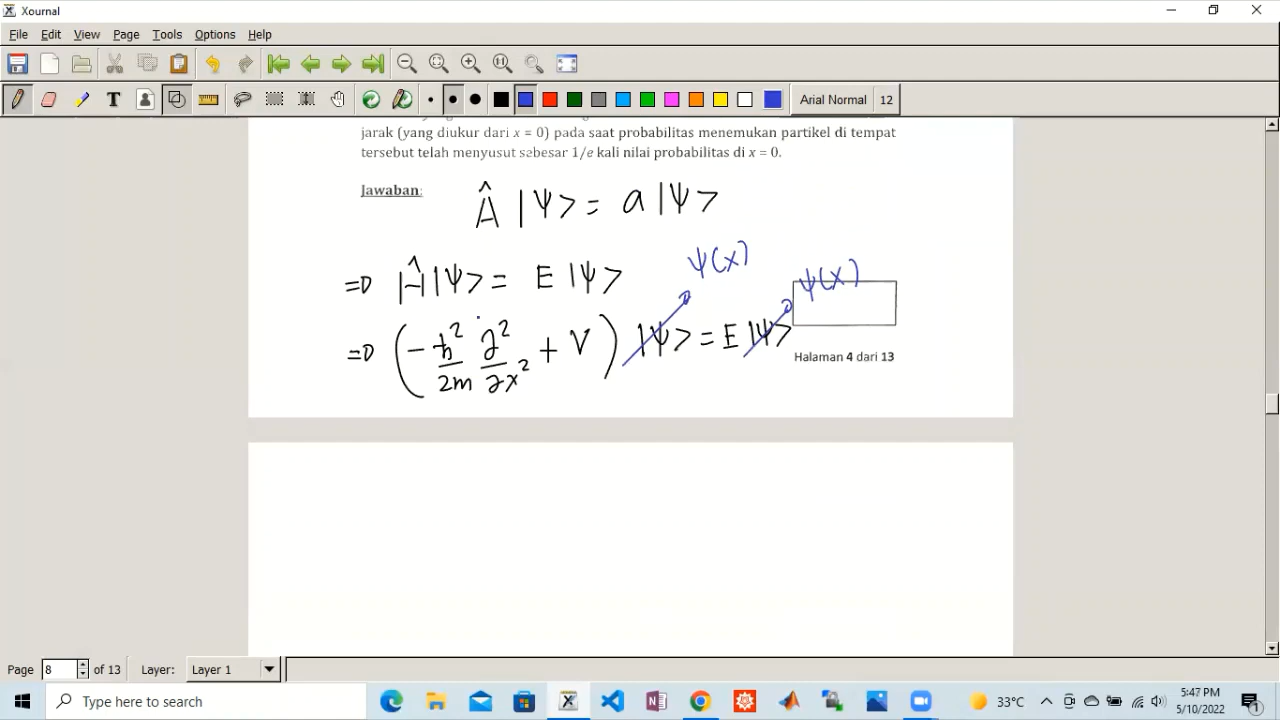 Xournal
File Edit View Page Tools Options Help
Arial Normal 12
jarak (yang diukur dari x = 0) pada saat probabilitas menemukan partikel di tempat
tersebut telah menyusut sebesar 1/e kali nilai probabilitas di x = 0.
Jawaban:
Â |Ψ> = a |Ψ>
=D Ĥ |Ψ> = E |Ψ>
Ψ(x) Ψ(x)
=D (- ħ²/2m ∂²/∂x² + V) |Ψ> = E |Ψ>
Halaman 4 dari 13
Page 8 of 13 Layer: Layer 1
Type here to search
33°C
5:47 PM
5/10/2022
1